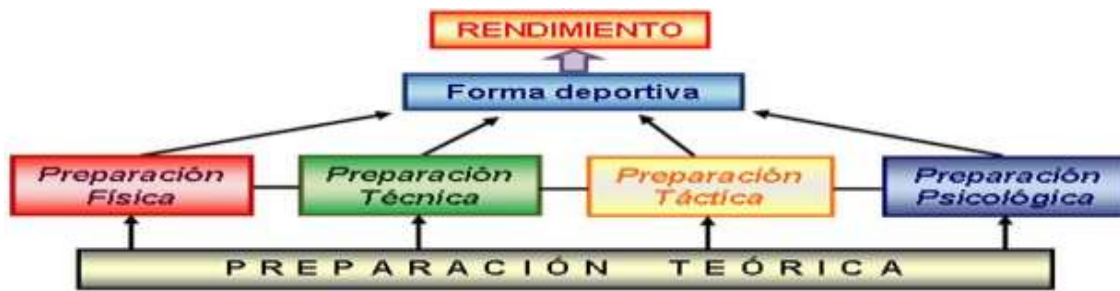 RENDIMIENTO
Forma deportiva
Preparación
Física
Preparación
Técnica
Preparación
Táctica
Preparación
Psicológica
PREPARACIÓN TEÓRICA